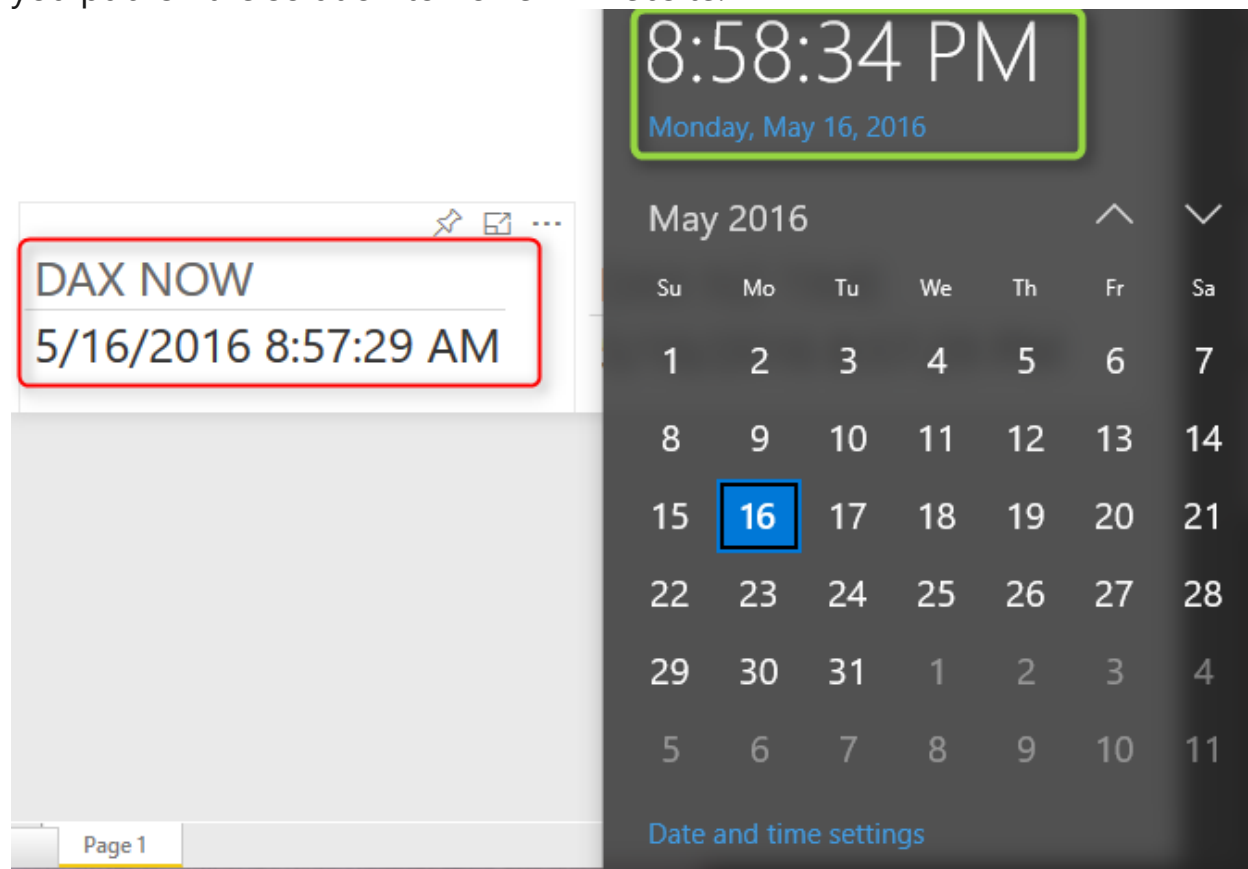 8:58:34 PM
Monday, May 16, 2016
DAX NOW
5/16/2016 8:57:29 AM
May 2016
Su Mo Tu We Th Fr Sa
1 2 3 4 5 6 7
8 9 10 11 12 13 14
15 16 17 18 19 20 21
22 23 24 25 26 27 28
29 30 31 1 2 3 4
5 6 7 8 9 10 11
Date and time settings
Page 1